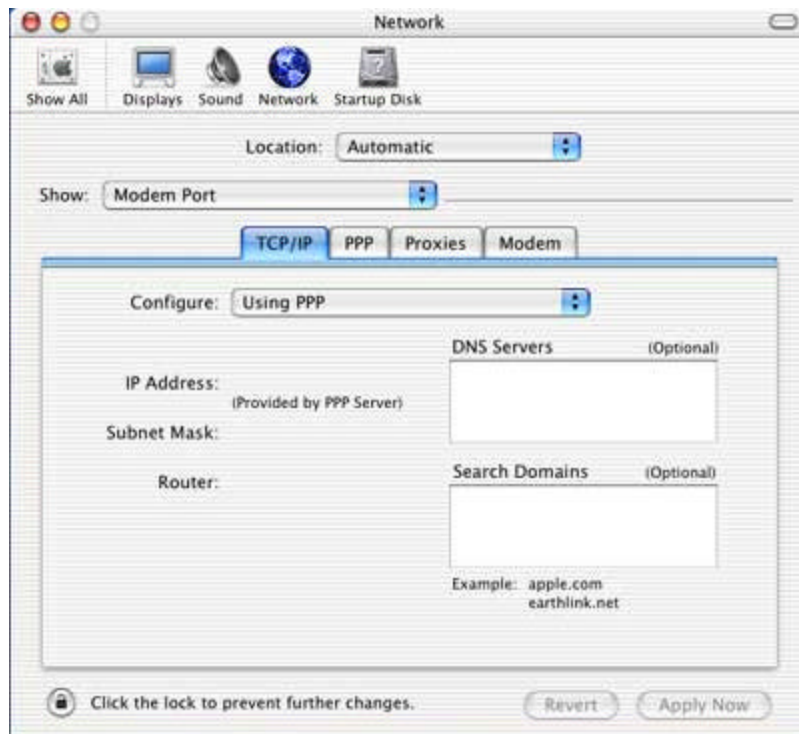 Network
Show All Displays Sound Network Startup Disk
Location: Automatic
Show: Modem Port
TCP/IP PPP Proxies Modem
Configure: Using PPP
DNS Servers (Optional)
IP Address:
(Provided by PPP Server)
Subnet Mask:
Router:
Search Domains (Optional)
Example: apple.com
earthlink.net
Click the lock to prevent further changes.
Revert Apply Now